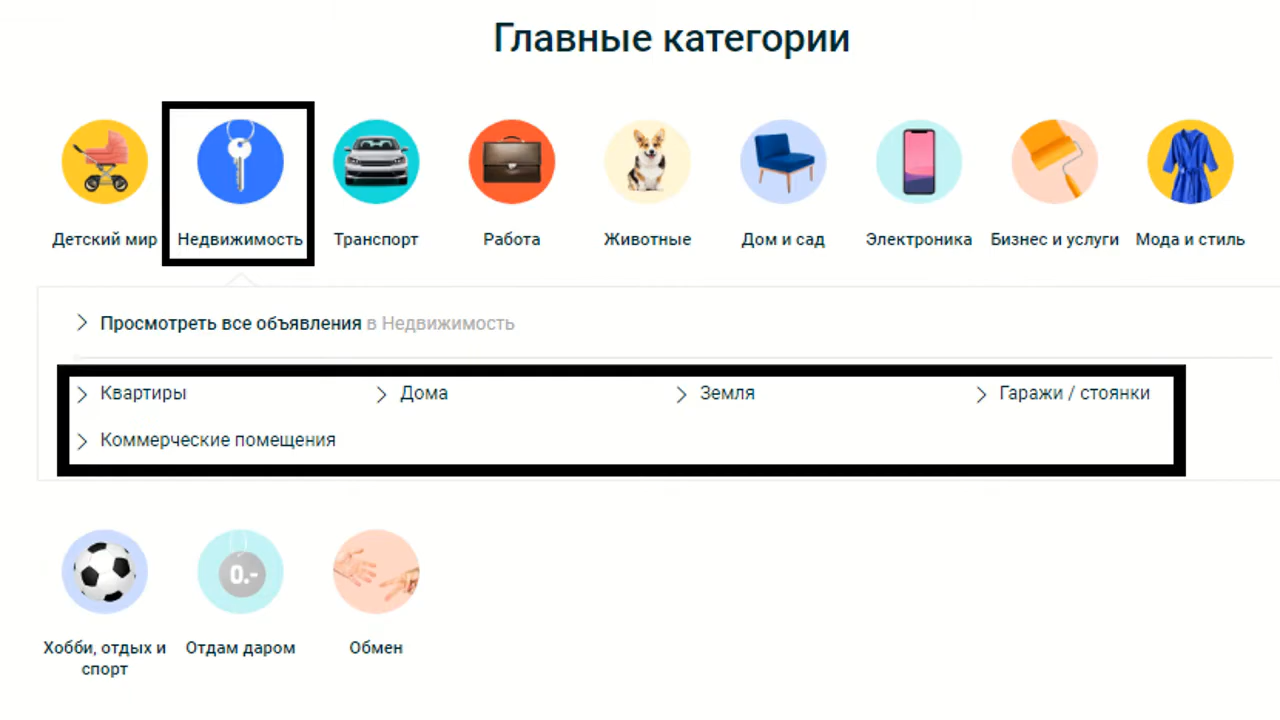 Главные категории
Детский мир
Недвижимость
Транспорт
Работа
Животные
Дом и сад
Электроника
Бизнес и услуги
Мода и стиль
Просмотреть все объявления в Недвижимость
Квартиры
Дома
Земля
Гаражи / стоянки
Коммерческие помещения
0.-
Хобби, отдых и
спорт
Отдам даром
Обмен